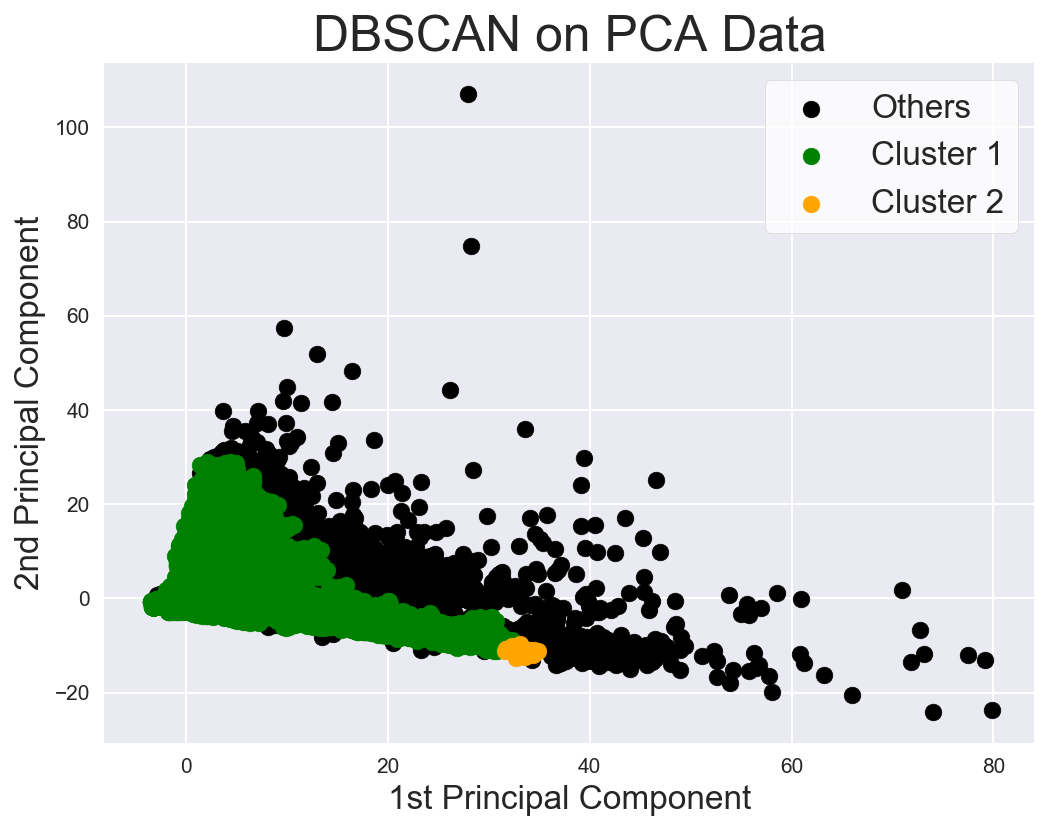 DBSCAN on PCA Data
Others
Cluster 1
Cluster 2
2nd Principal Component
100
80
60
40
20
0
−20
0 20 40 60 80
1st Principal Component